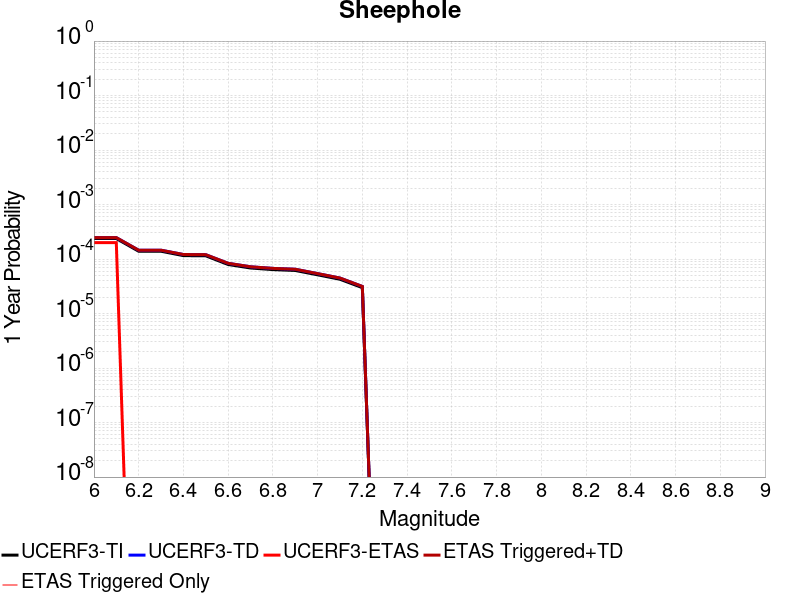 Sheephole
10^0
10^-1
10^-2
10^-3
10^-4
10^-5
10^-6
10^-7
10^-8
1 Year Probability
6 6.2 6.4 6.6 6.8 7 7.2 7.4 7.6 7.8 8 8.2 8.4 8.6 8.8 9
Magnitude
UCERF3-TI UCERF3-TD UCERF3-ETAS ETAS Triggered+TD
ETAS Triggered Only